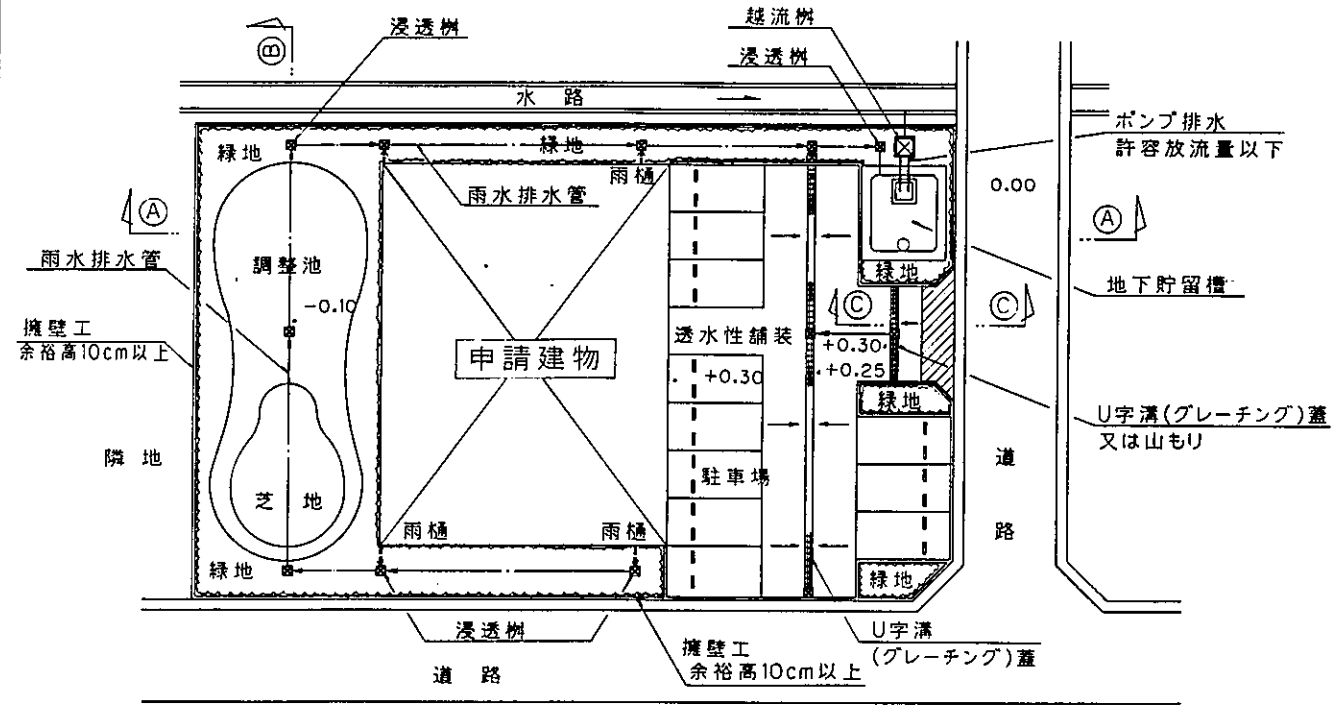 浸透桝
越流桝
浸透桝
Ⓑ
水路
ポンプ排水
許容放流量以下
緑地
緑地
雨樋
雨水排水管
0.00
Ⓐ
Ⓐ
雨水排水管
調整池
-0.10
緑地
地下貯留槽
擁壁工
余裕高10cm以上
Ⓒ
Ⓒ
透水性舗装
+0.30
+0.25
申請建物
+0.30
緑地
U字溝(グレーチング)蓋
又は山もり
隣地
芝地
駐車場
道路
雨樋
雨樋
緑地
緑地
浸透桝
U字溝
(グレーチング)蓋
擁壁工
余裕高10cm以上
道路